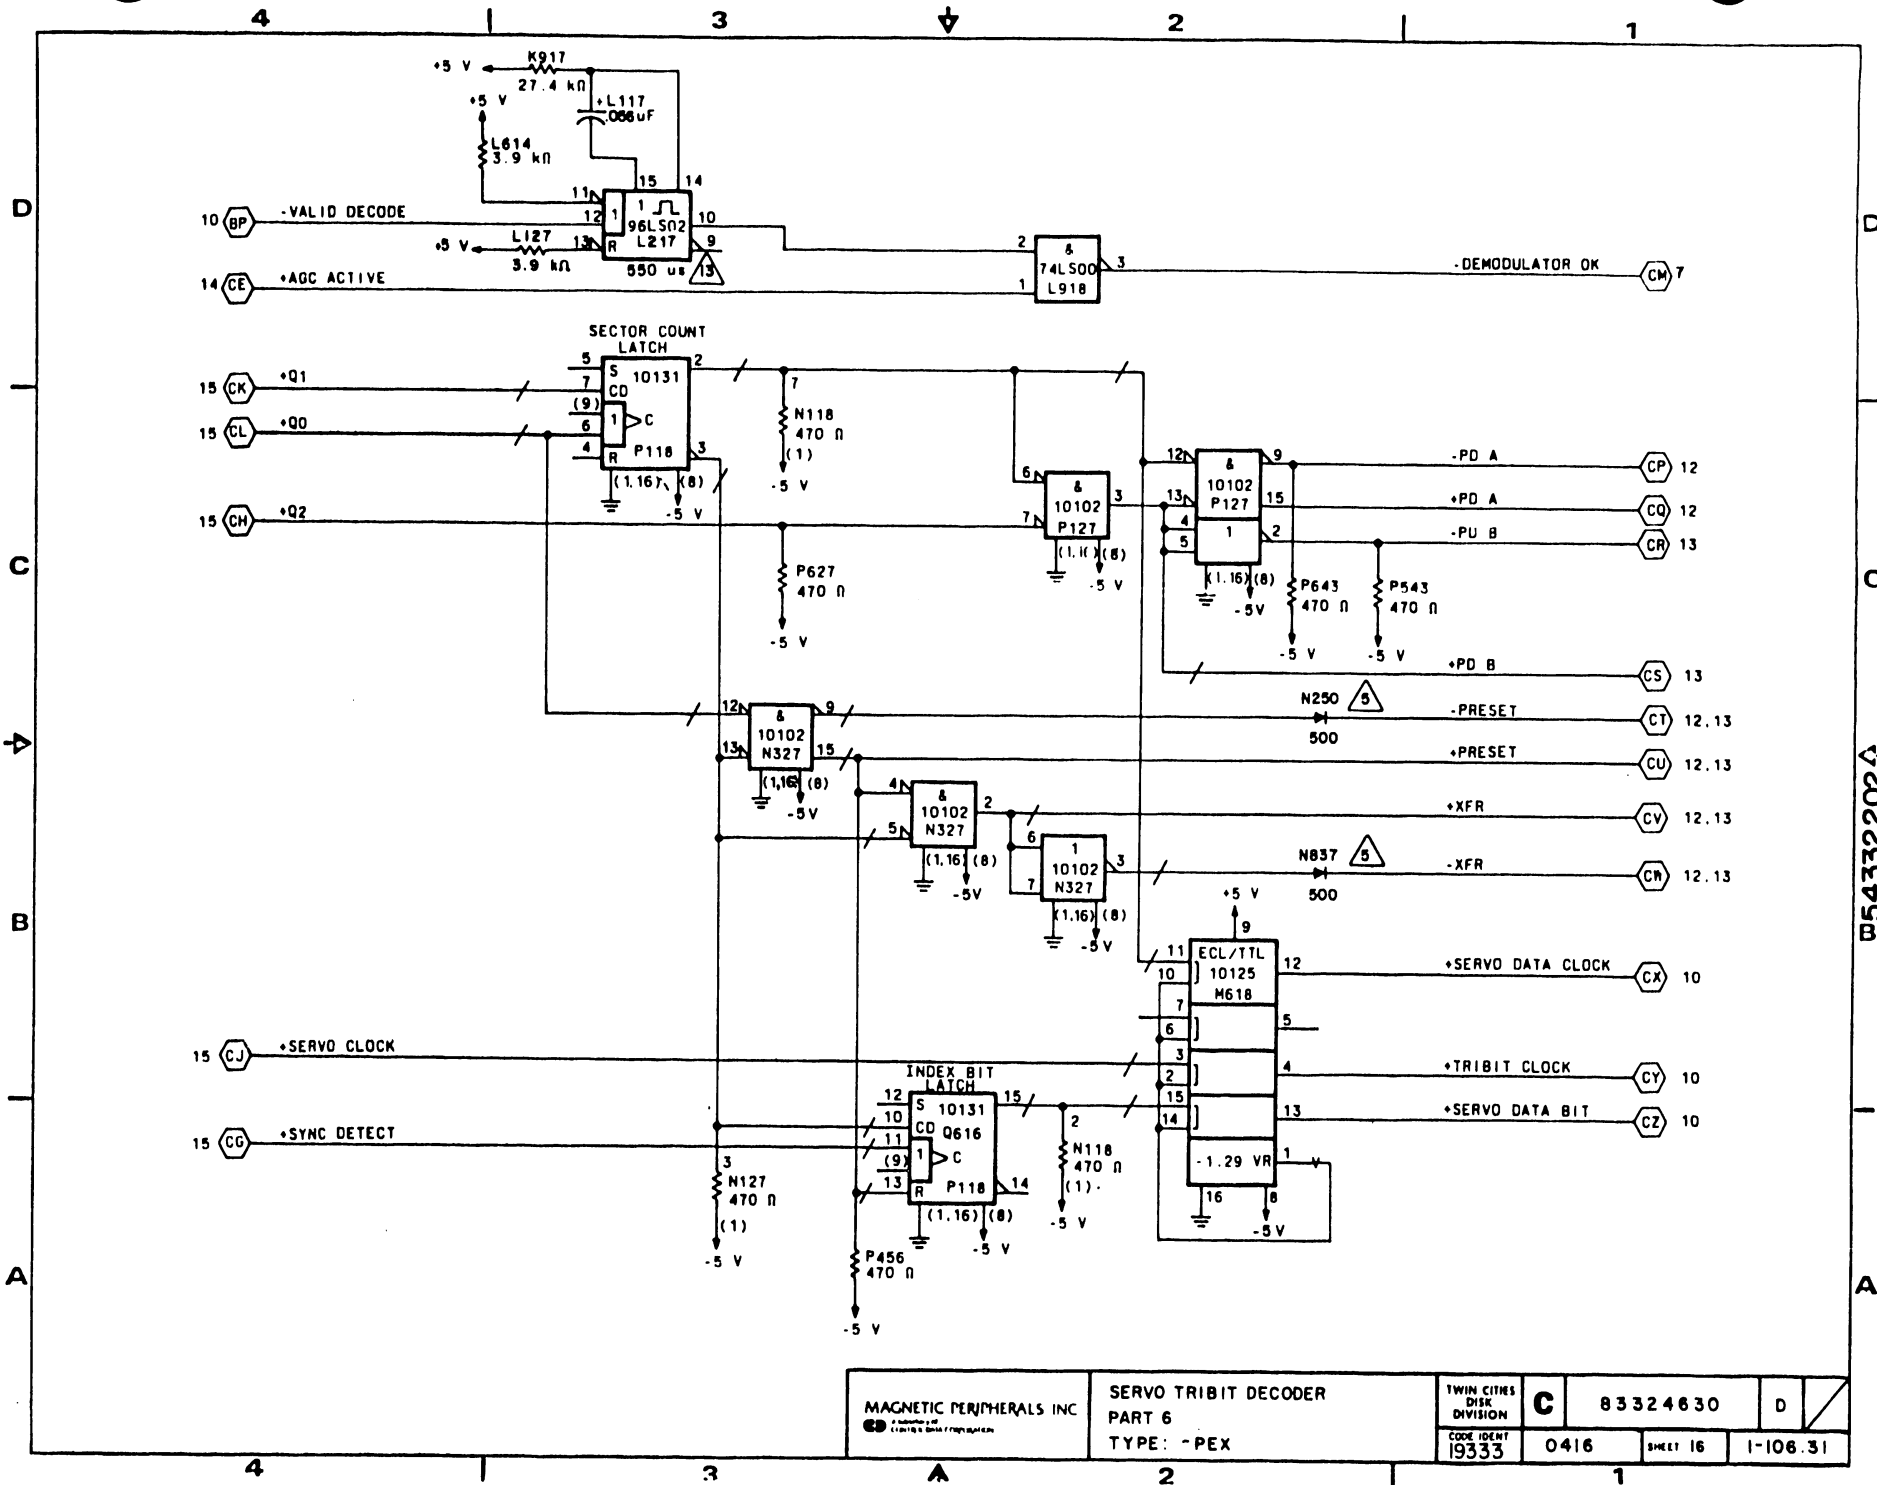 4 3 2 1
+5 V K917
27.4 kΩ
+5 V
+L117
.056uF
L614
3.9 kΩ
15 14
11
D
10 BP -VALID DECODE 12 1 1 10
96LS02
+5 V L127 13 R L217 9
3.9 kΩ
550 us 13
2 & 3
74LS00
1 L918
-DEMODULATOR OK CM 7
D
14 CE +AGC ACTIVE
SECTOR COUNT
LATCH
5 S 10131 2
15 CK +Q1 7 CD
(9)
15 CL +Q0 6 1 C
4 R P118 3
(1,16) (8)
-5 V
7
N118
470 Ω
(1)
-5 V
15 CH +Q2
6 & 3
10102
7 P127
(1,16) (8)
-5 V
12 & 9
10102
13 P127 15
4 1 2
5
(1,16) (8)
-5V
-PD A CP 12
+PD A CQ 12
CR 13
C
P627
470 Ω
-5 V
P643
470 Ω
-5 V
P543
470 Ω
-5 V
+PD B CS 13
12 & 9
10102
13 N327 15
(1,16) (8)
-5V
N250 5
500
-PRESET CT 12,13
+PRESET CU 12,13
4 & 2
10102
5 N327
(1,16) (8)
-5V
+XFR CV 12,13
6 1 3
10102
7 N327
(1,16) (8)
-5V
N837 5
500
-XFR CW 12,13
B
+5 V
9
11 ECL/TTL 12
10 10125
M618
7
6 5
3 4
2
15 13
14
-1.29 VR 1
16 8
-5V
+SERVO DATA CLOCK CX 10
15 CJ +SERVO CLOCK
+TRIBIT CLOCK CY 10
+SERVO DATA BIT CZ 10
INDEX BIT
LATCH
12 S 10131 15
10 CD Q616
15 CG +SYNC DETECT 11
(9) 1 C
13 R P118 14
(1,16) (8)
-5 V
2
N118
470 Ω
(1)
-5 V
3
N127
470 Ω
(1)
-5 V
P456
470 Ω
-5 V
A A
MAGNETIC PERIPHERALS INC
SERVO TRIBIT DECODER
PART 6
TYPE: -PEX
TWIN CITIES
DISK
DIVISION
C 83324630 D
CODE IDENT
19333 0416 SHEET 16 1-106.31
4 3 2 1